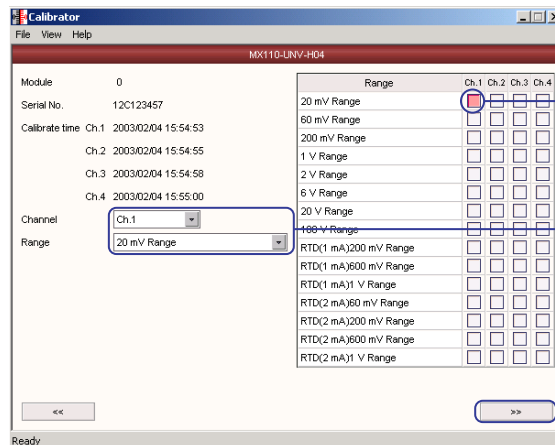 Calibrator
File View Help
MX110-UNV-H04
Module 0
Serial No. 12C123457
Calibrate time Ch.1 2003/02/04 15:54:53
Ch.2 2003/02/04 15:54:55
Ch.3 2003/02/04 15:54:58
Ch.4 2003/02/04 15:55:00
Channel Ch.1
Range 20 mV Range
Range Ch.1 Ch.2 Ch.3 Ch.4
20 mV Range
60 mV Range
200 mV Range
1 V Range
2 V Range
6 V Range
20 V Range
100 V Range
RTD(1 mA)200 mV Range
RTD(1 mA)600 mV Range
RTD(1 mA)1 V Range
RTD(2 mA)60 mV Range
RTD(2 mA)200 mV Range
RTD(2 mA)600 mV Range
RTD(2 mA)1 V Range
<< >>
Ready